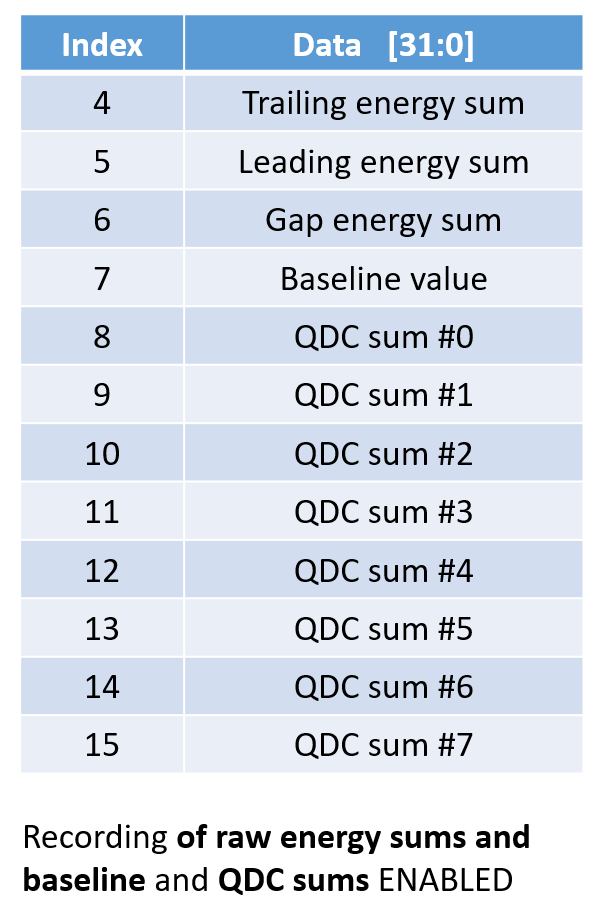 Index Data [31:0]
4 Trailing energy sum
5 Leading energy sum
6 Gap energy sum
7 Baseline value
8 QDC sum #0
9 QDC sum #1
10 QDC sum #2
11 QDC sum #3
12 QDC sum #4
13 QDC sum #5
14 QDC sum #6
15 QDC sum #7
Recording of raw energy sums and
baseline and QDC sums ENABLED